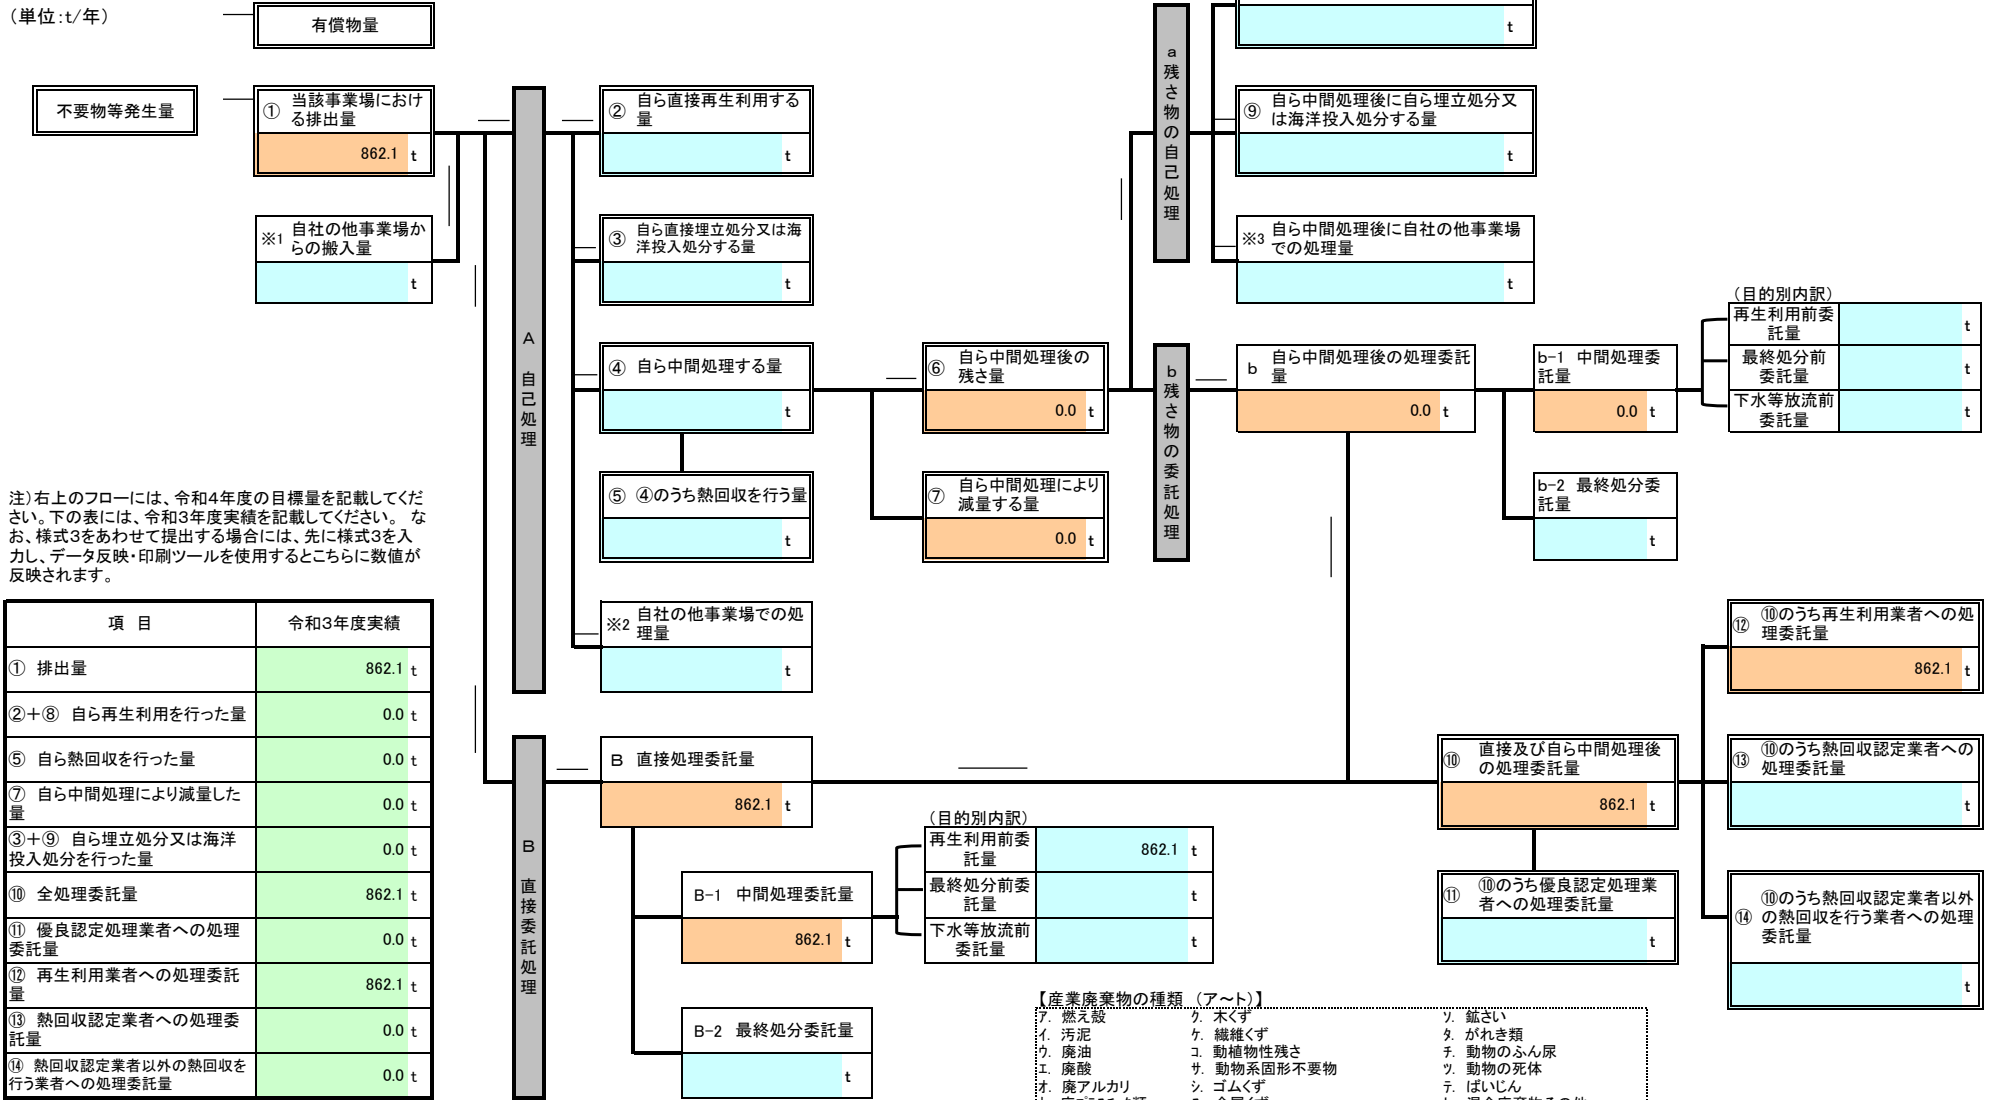 （単位：t/年）
有償物量
t
不要物等発生量
① 当該事業場におけ
る排出量
862.1 t
※1 自社の他事業場か
らの搬入量
t
A 自己処理
② 自ら直接再生利用する
量
t
③ 自ら直接埋立処分又は海
洋投入処分する量
t
④ 自ら中間処理する量
t
⑤ ④のうち熱回収を行う量
t
※2 自社の他事業場での処
理量
t
⑥ 自ら中間処理後の
残さ量
0.0 t
⑦ 自ら中間処理により
減量する量
0.0 t
a 残さ物の自己処理
⑨ 自ら中間処理後に自ら埋立処分又
は海洋投入処分する量
t
※3 自ら中間処理後に自社の他事業場
での処理量
t
b 残さ物の委託処理
b 自ら中間処理後の処理委託
量
0.0 t
b-1 中間処理委
託量
0.0 t
b-2 最終処分委
託量
t
（目的別内訳）
再生利用前委
託量
t
最終処分前
委託量
t
下水等放流前
委託量
t
注）右上のフローには、令和4年度の目標量を記載してくだ
さい。下の表には、令和3年度実績を記載してください。 な
お、様式3をあわせて提出する場合には、先に様式3を入
力し、データ反映・印刷ツールを使用するとこちらに数値が
反映されます。
項 目 令和3年度実績
① 排出量 862.1 t
②＋⑧ 自ら再生利用を行った量 0.0 t
⑤ 自ら熱回収を行った量 0.0 t
⑦ 自ら中間処理により減量した
量 0.0 t
③＋⑨ 自ら埋立処分又は海洋
投入処分を行った量 0.0 t
⑩ 全処理委託量 862.1 t
⑪ 優良認定処理業者への処理
委託量 0.0 t
⑫ 再生利用業者への処理委託
量 862.1 t
⑬ 熱回収認定業者への処理委
託量 0.0 t
⑭ 熱回収認定業者以外の熱回収を
行う業者への処理委託量 0.0 t
B 直接委託処理
B 直接処理委託量
862.1 t
B-1 中間処理委託量
862.1 t
B-2 最終処分委託量
t
（目的別内訳）
再生利用前委
託量
862.1 t
最終処分前委
託量
t
下水等放流前
委託量
t
⑩ 直接及び自ら中間処理後
の処理委託量
862.1 t
⑪ ⑩のうち優良認定処理業
者への処理委託量
t
⑫ ⑩のうち再生利用業者への処
理委託量
862.1 t
⑬ ⑩のうち熱回収認定業者への
処理委託量
t
⑭ ⑩のうち熱回収認定業者以外
の熱回収を行う業者への処理
委託量
t
【産業廃棄物の種類 （ア～ト）】
ア. 燃え殻 ク. 木くず ソ. 鉱さい
イ. 汚泥 ケ. 繊維くず タ. がれき類
ウ. 廃油 コ. 動植物性残さ チ. 動物のふん尿
エ. 廃酸 サ. 動物系固形不要物 ツ. 動物の死体
オ. 廃アルカリ シ. ゴムくず テ. ばいじん